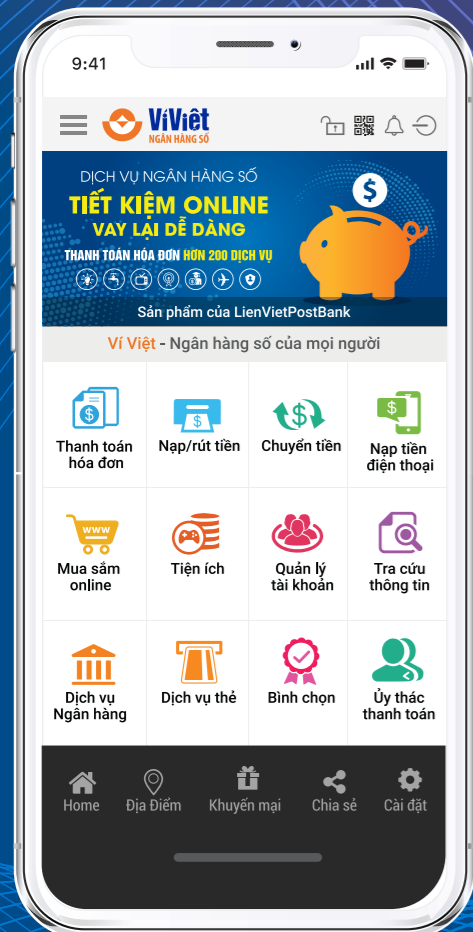 9:41
VíViệt
NGÂN HÀNG SỐ
DỊCH VỤ NGÂN HÀNG SỐ
TIẾT KIỆM ONLINE
VAY LẠI DỄ DÀNG
THANH TOÁN HÓA ĐƠN HƠN 200 DỊCH VỤ
$
Sản phẩm của LienVietPostBank
Ví Việt - Ngân hàng số của mọi người
Thanh toán
hóa đơn
Nạp/rút tiền
Chuyển tiền
Nạp tiền
điện thoại
www
Mua sắm
online
Tiện ích
Quản lý
tài khoản
Tra cứu
thông tin
Dịch vụ
Ngân hàng
Dịch vụ thẻ
Bình chọn
Ủy thác
thanh toán
Home
Địa Điểm
Khuyến mại
Chia sẻ
Cài đặt